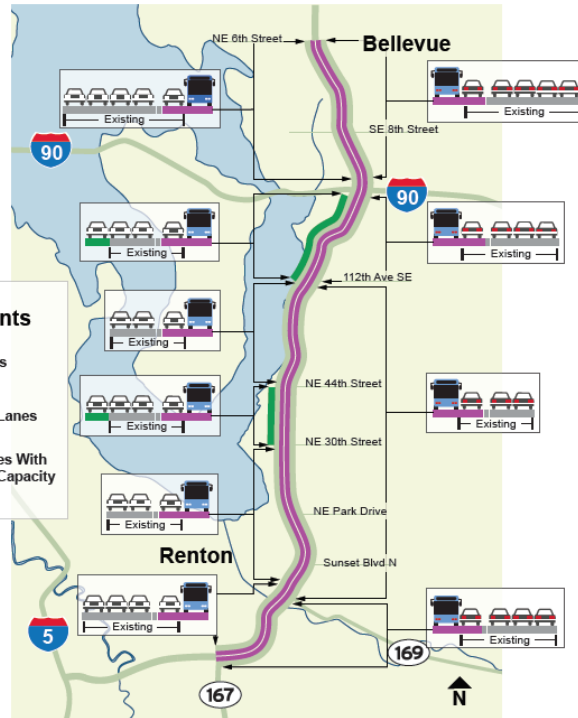 NE 6th Street
Bellevue
Existing
Existing
SE 8th Street
90
90
Existing
Existing
112th Ave SE
nts
s
Existing
NE 44th Street
Lanes
Existing
Existing
es With
Capacity
NE 30th Street
Existing
NE Park Drive
Renton
Sunset Blvd N
Existing
5
Existing
169
167
N